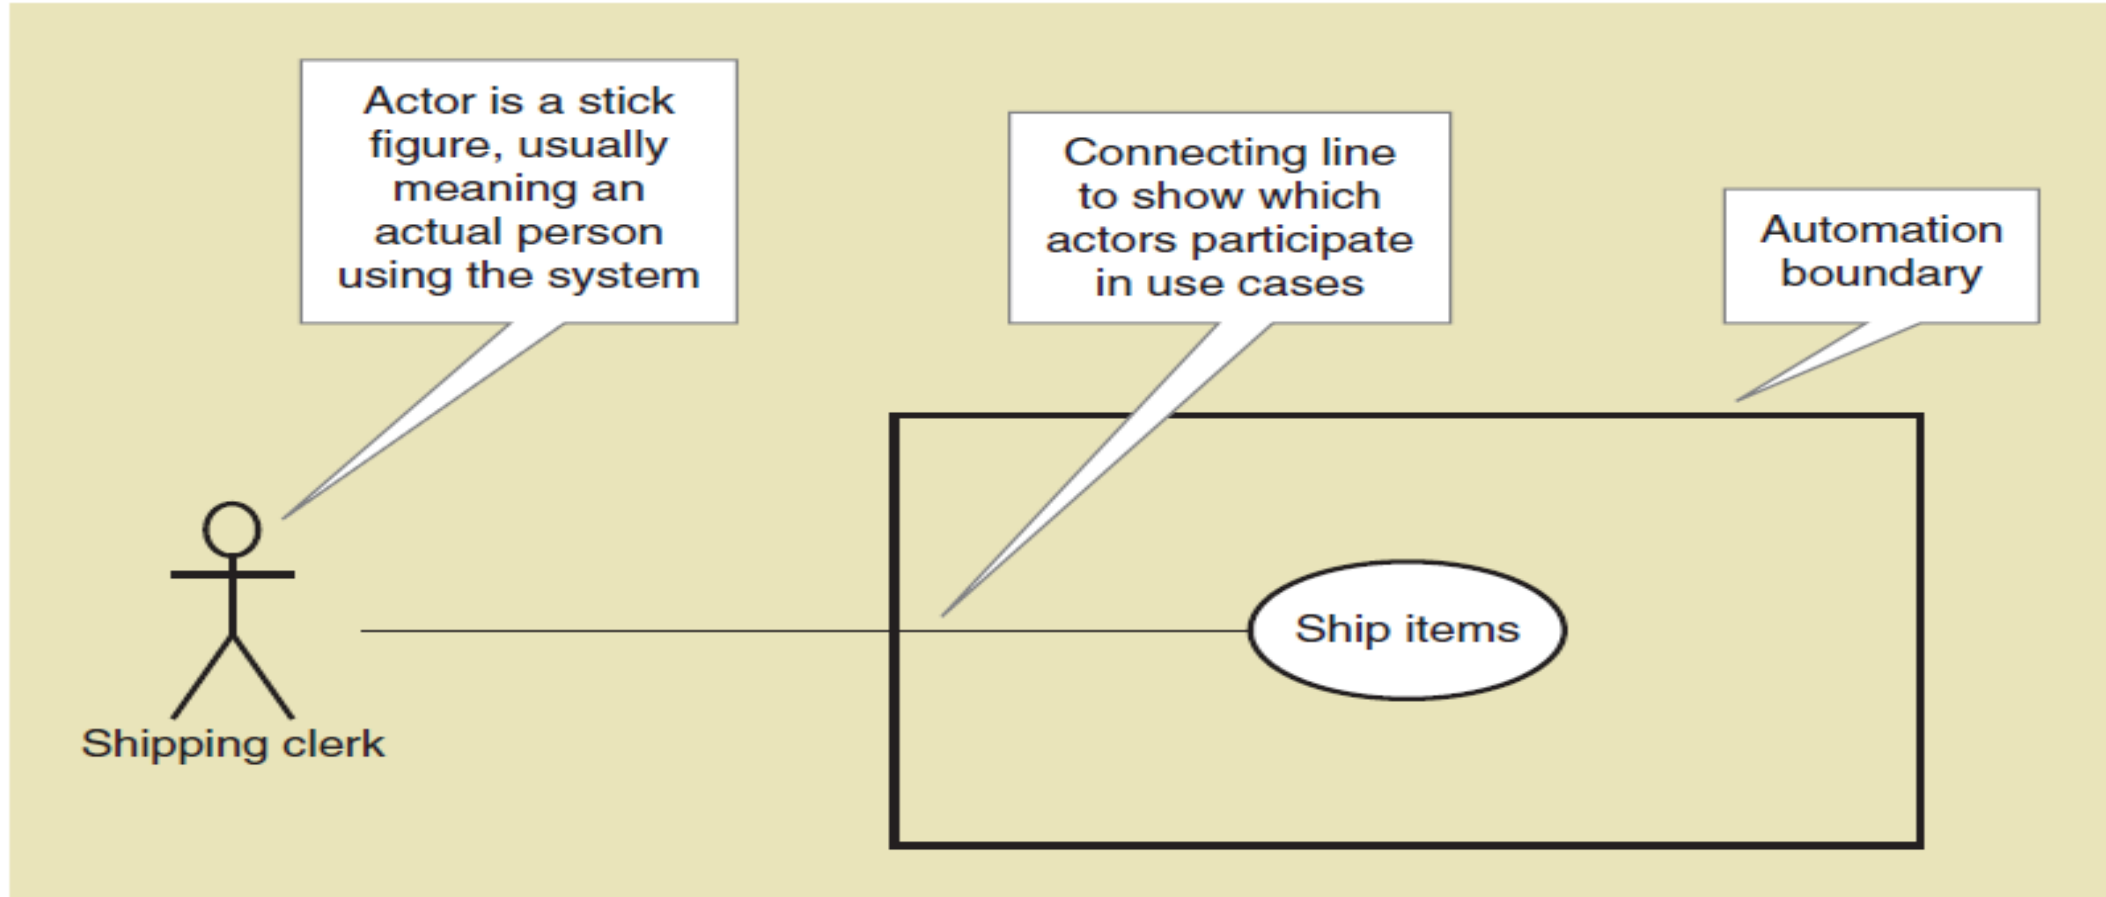 Actor is a stick
figure, usually
meaning an
actual person
using the system
Connecting line
to show which
actors participate
in use cases
Automation
boundary
Ship items
Shipping clerk